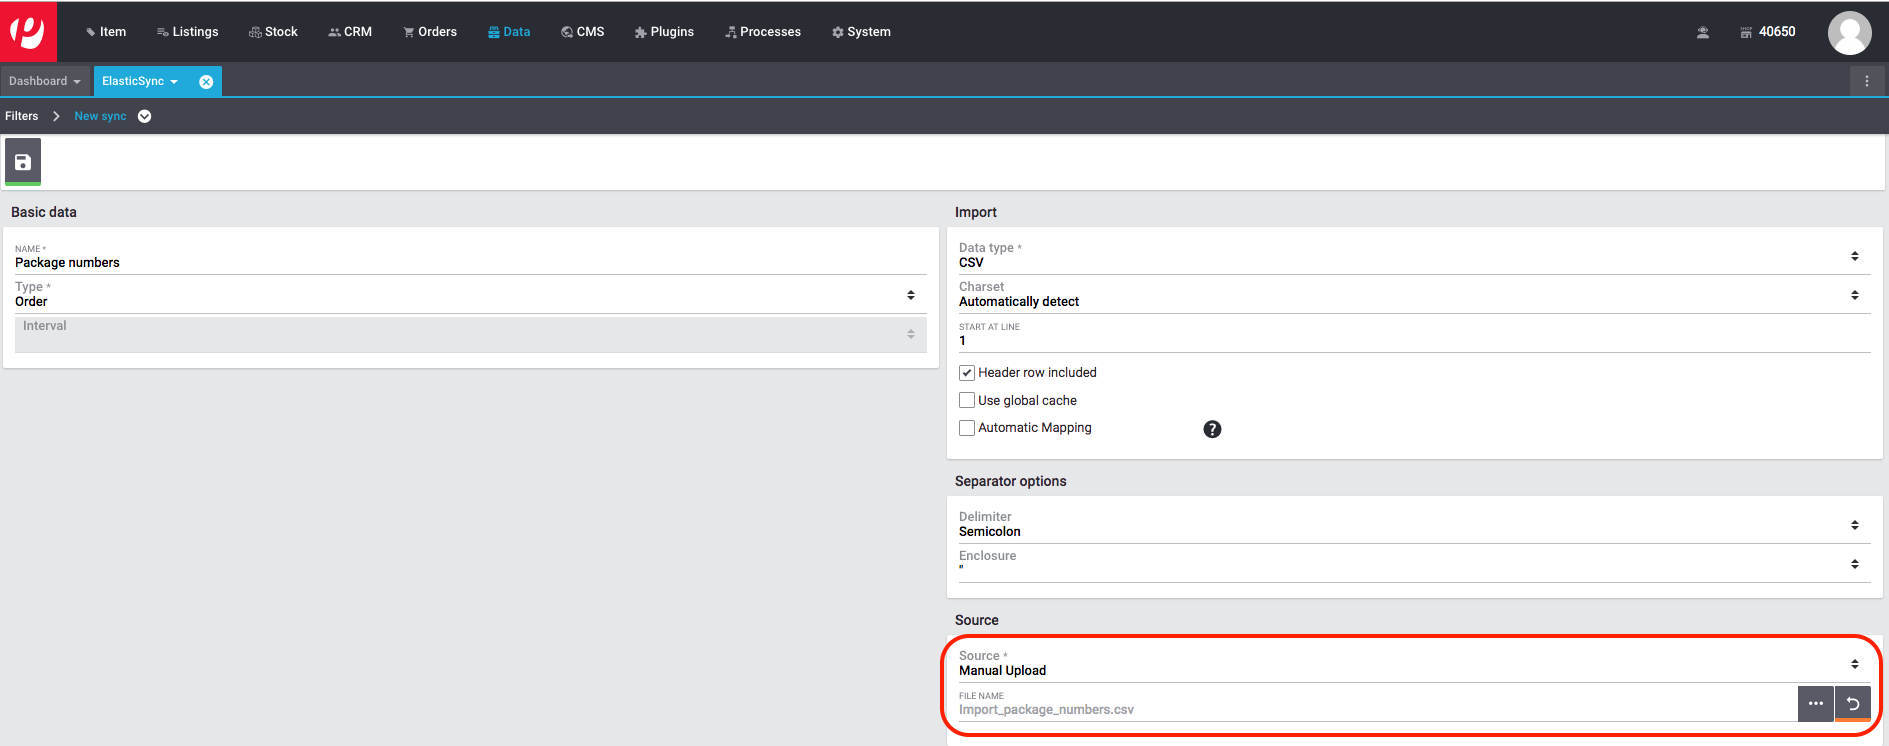 Item Listings Stock CRM Orders Data CMS Plugins Processes System SHOP 40650
Dashboard ElasticSync
Filters New sync
Basic data
NAME *
Package numbers
Type *
Order
Interval
Import
Data type *
CSV
Charset
Automatically detect
START AT LINE
1
Header row included
Use global cache
Automatic Mapping ?
Separator options
Delimiter
Semicolon
Enclosure
"
Source
Source *
Manual Upload
FILE NAME
Import_package_numbers.csv